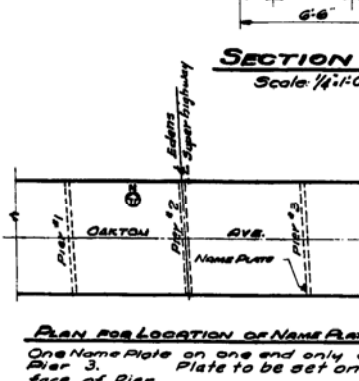 6'-6"
SECTION
Scale: 1/4"=1'-0
℄ Edens
Superhighway
N
Pier #1
OAKTON
Pier #2
AVE.
Pier #3
NAME PLATE
PLAN FOR LOCATION OF NAME PLA
One Name Plate on one end only
Pier 3. Plate to be set on
face of Pier